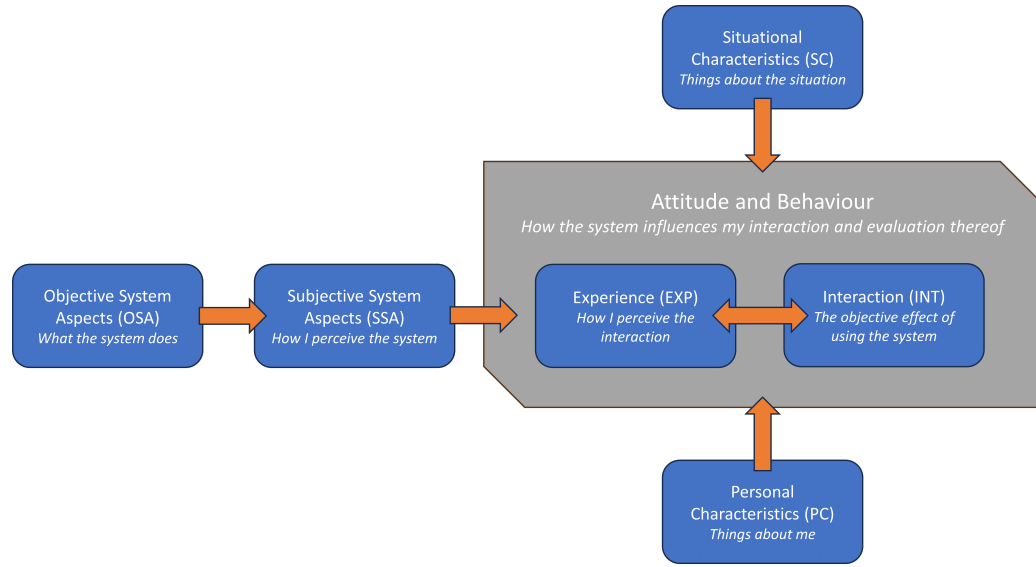 Situational
Characteristics (SC)
Things about the situation
Attitude and Behaviour
How the system influences my interaction and evaluation thereof
Objective System
Aspects (OSA)
What the system does
Subjective System
Aspects (SSA)
How I perceive the system
Experience (EXP)
How I perceive the
interaction
Interaction (INT)
The objective effect of
using the system
Personal
Characteristics (PC)
Things about me